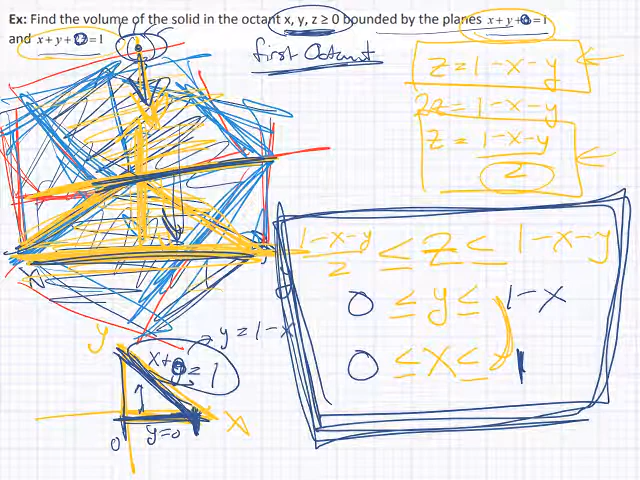 Ex: Find the volume of the solid in the octant x, y, z ≥ 0 bounded by the planes x + y + z = 1
and x + y + 2z = 1
first Octant
z = 1 - x - y
2z = 1 - x - y
z = (1 - x - y)/2
(1 - x - y)/2 ≤ z ≤ 1 - x - y
0 ≤ y ≤ 1 - x
0 ≤ x ≤ 1
y
y = 1 - x
x + y = 1
x
y = 0
0